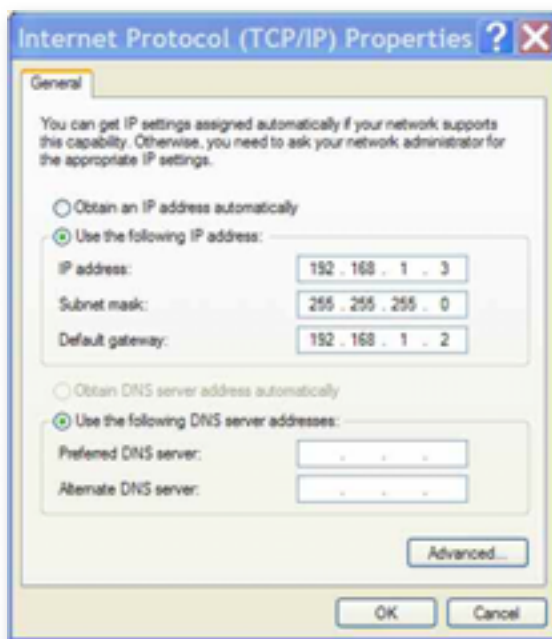 Internet Protocol (TCP/IP) Properties ?
General
You can get IP settings assigned automatically if your network supports
this capability. Otherwise, you need to ask your network administrator for
the appropriate IP settings.
Obtain an IP address automatically
Use the following IP address:
IP address: 192 . 168 . 1 . 3
Subnet mask: 255 . 255 . 255 . 0
Default gateway: 192 . 168 . 1 . 2
Obtain DNS server address automatically
Use the following DNS server addresses:
Preferred DNS server: . . .
Alternate DNS server: . . .
Advanced...
OK Cancel